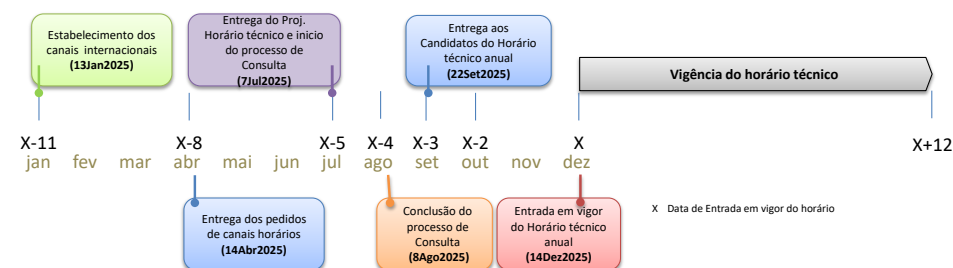 Estabelecimento dos
canais internacionais
(13Jan2025)
Entrega do Proj.
Horário técnico e inicio
do processo de
Consulta
(7Jul2025)
Entrega aos
Candidatos do Horário
técnico anual
(22Set2025)
Vigência do horário técnico
X-11 X-8 X-5 X-4 X-3 X-2 X X+12
jan fev mar abr mai jun jul ago set out nov dez
Entrega dos pedidos
de canais horários
(14Abr2025)
Conclusão do
processo de
Consulta
(8Ago2025)
Entrada em vigor
do Horário técnico
anual
(14Dez2025)
X Data de Entrada em vigor do horário